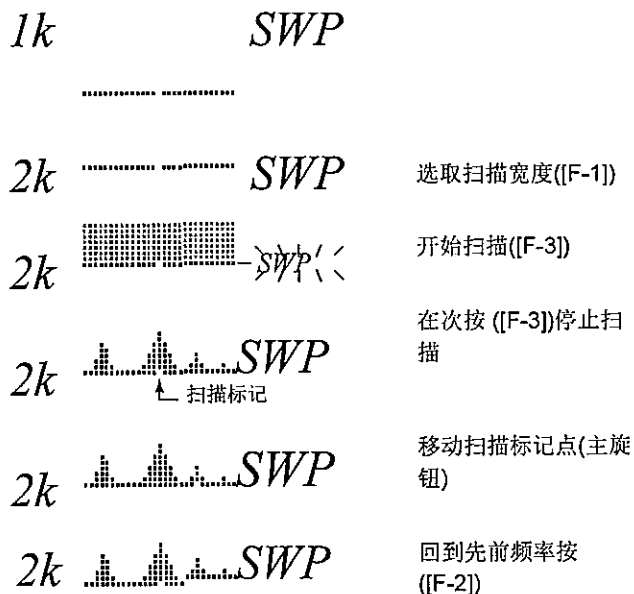 1k SWP
2k SWP 选取扫描宽度([F-1])
2k SWP 开始扫描([F-3])
2k SWP 在次按 ([F-3])停止扫
描
扫描标记
2k SWP 移动扫描标记点(主旋
钮)
2k SWP 回到先前频率按
([F-2])